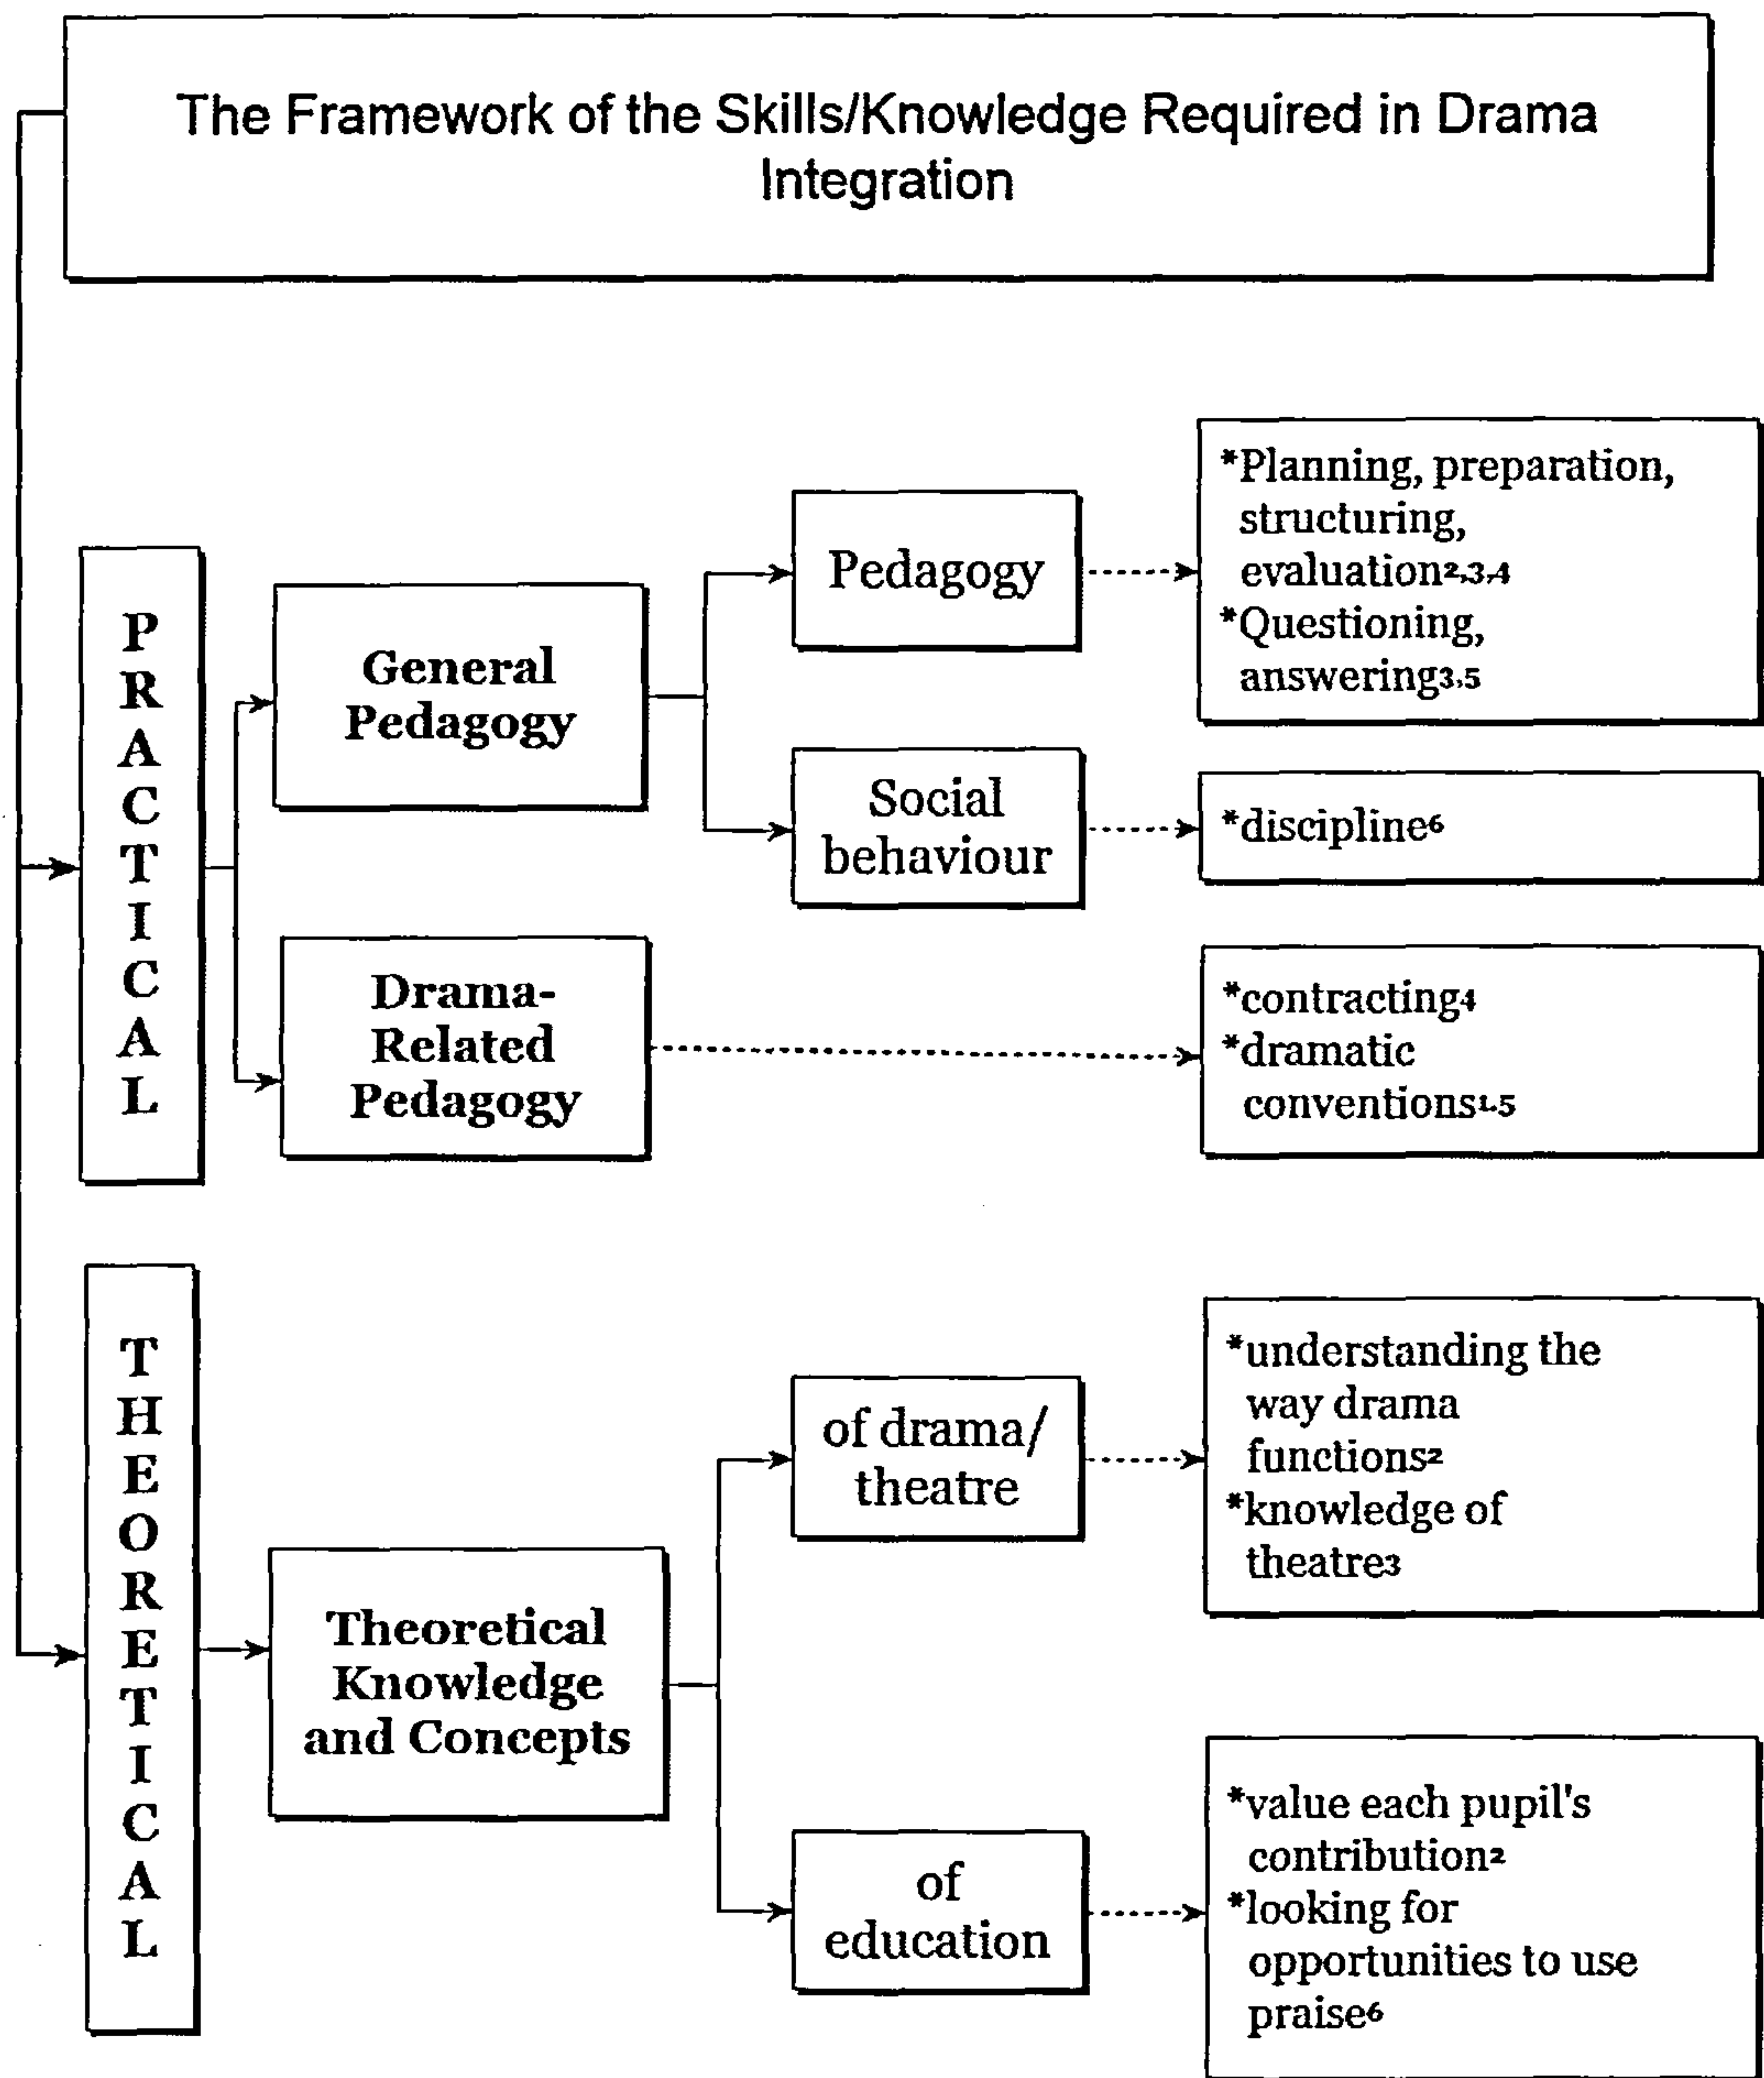 The Framework of the Skills/Knowledge Required in Drama
Integration
PRACTICAL
General
Pedagogy
Pedagogy
*Planning, preparation,
structuring,
evaluation2,3,4
*Questioning,
answering3,5
Social
behaviour
*discipline6
Drama-
Related
Pedagogy
*contracting4
*dramatic
conventions1,5
THEORETICAL
Theoretical
Knowledge
and Concepts
of drama/
theatre
*understanding the
way drama
functions2
*knowledge of
theatre3
of
education
*value each pupil's
contribution2
*looking for
opportunities to use
praise6